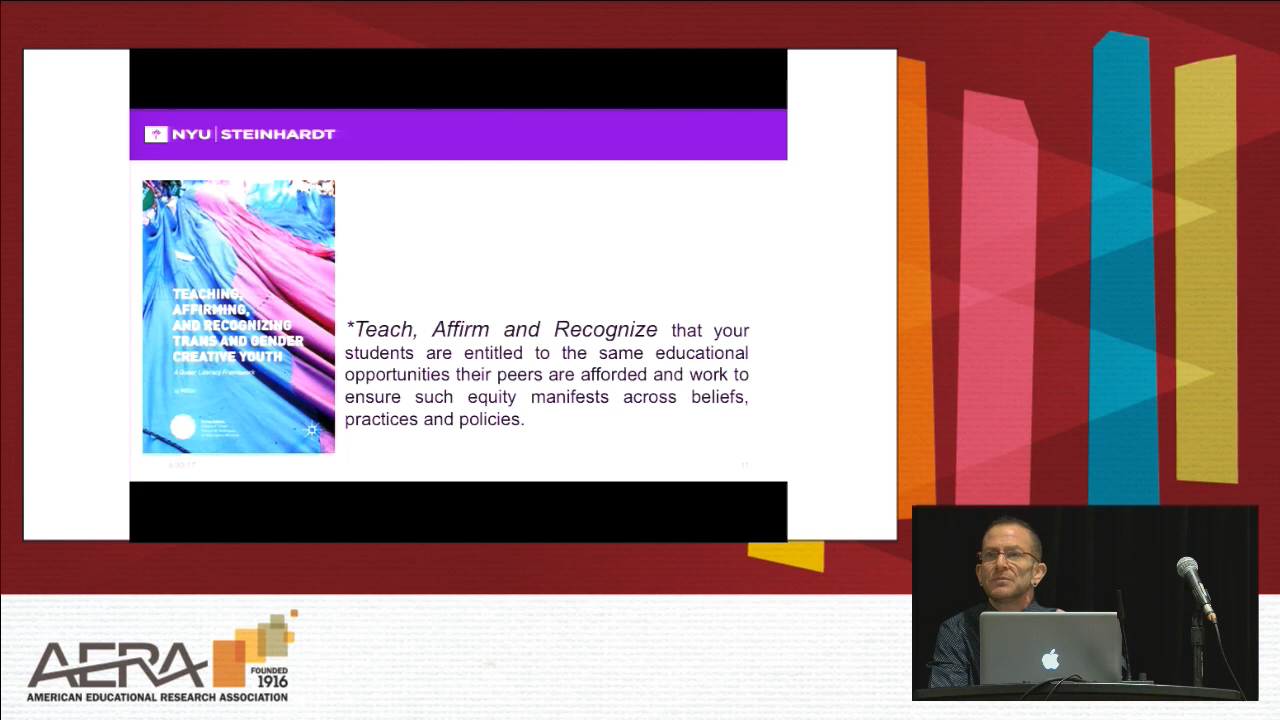 NYU | STEINHARDT
TEACHING,
AFFIRMING,
AND RECOGNIZING
TRANS AND GENDER
CREATIVE YOUTH
A Queer Literacy Framework
*Teach, Affirm and Recognize that your
students are entitled to the same educational
opportunities their peers are afforded and work to
ensure such equity manifests across beliefs,
practices and policies.
11
AERA
FOUNDED
1916
AMERICAN EDUCATIONAL RESEARCH ASSOCIATION